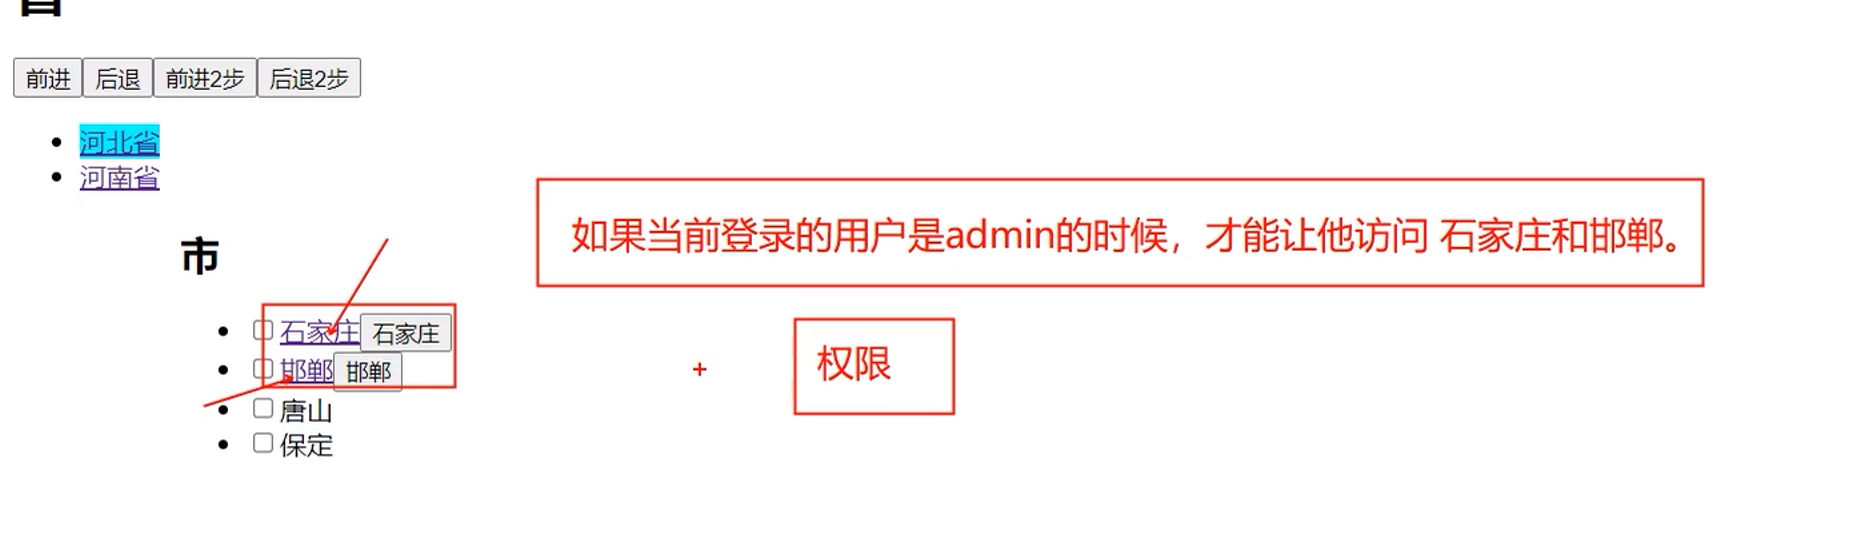 前进 后退 前进2步 后退2步
河北省
河南省
如果当前登录的用户是admin的时候，才能让他访问 石家庄和邯郸。
市
石家庄 石家庄
邯郸 邯郸
权限
唐山
保定